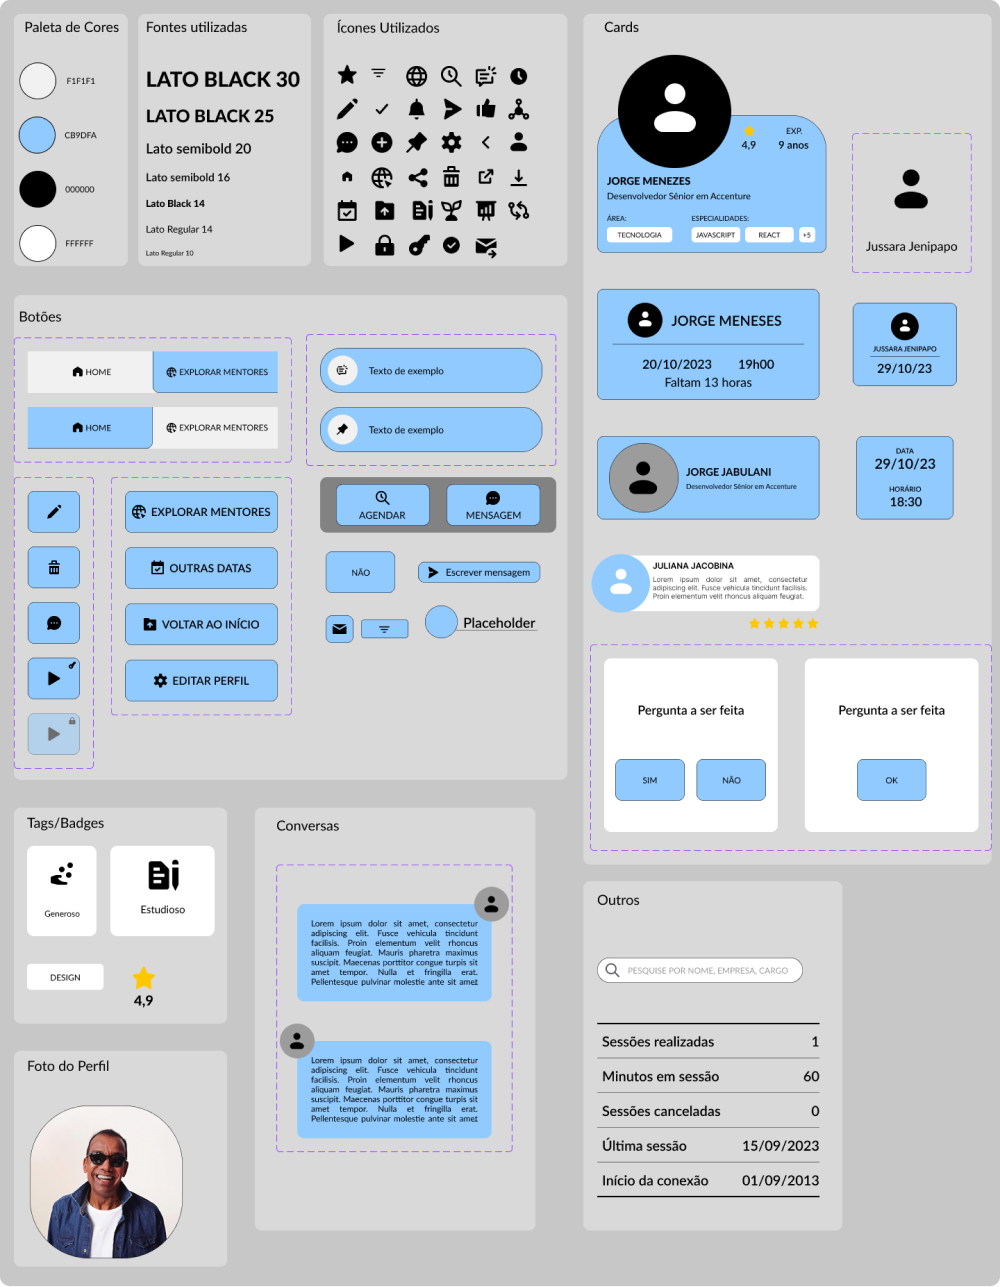 Paleta de Cores
F1F1F1
CB9DFA
000000
FFFFFF
Fontes utilizadas
LATO BLACK 30
LATO BLACK 25
Lato semibold 20
Lato semibold 16
Lato Black 14
Lato Regular 14
Lato Regular 10
Ícones Utilizados
Botões
HOME
EXPLORAR MENTORES
HOME
EXPLORAR MENTORES
Texto de exemplo
Texto de exemplo
EXPLORAR MENTORES
OUTRAS DATAS
VOLTAR AO INÍCIO
EDITAR PERFIL
AGENDAR
MENSAGEM
NÃO
Escrever mensagem
Placeholder
Cards
4,9
EXP.
9 anos
JORGE MENEZES
Desenvolvedor Sênior em Accenture
ÁREA:
ESPECIALIDADES:
TECNOLOGIA
JAVASCRIPT
REACT
+5
Jussara Jenipapo
JORGE MENESES
20/10/2023 19h00
Faltam 13 horas
JUSSARA JENIPAPO
29/10/23
JORGE JABULANI
Desenvolvedor Sênior em Accenture
DATA
29/10/23
HORÁRIO
18:30
JULIANA JACOBINA
Lorem ipsum dolor sit amet, consectetur
adipiscing elit. Fusce vehicula tincidunt facilisis.
Proin elementum velit rhoncus aliquam feugiat.
Pergunta a ser feita
SIM
NÃO
Pergunta a ser feita
OK
Tags/Badges
Generoso
Estudioso
DESIGN
4,9
Foto do Perfil
Conversas
Lorem ipsum dolor sit amet, consectetur
adipiscing elit. Fusce vehicula tincidunt
facilisis. Proin elementum velit rhoncus
aliquam feugiat. Mauris pharetra maximus
suscipit. Maecenas porttitor congue turpis sit
amet tempor. Nulla et fringilla erat.
Pellentesque pulvinar molestie ante sit amet
Lorem ipsum dolor sit amet, consectetur
adipiscing elit. Fusce vehicula tincidunt
facilisis. Proin elementum velit rhoncus
aliquam feugiat. Mauris pharetra maximus
suscipit. Maecenas porttitor congue turpis sit
amet tempor. Nulla et fringilla erat.
Pellentesque pulvinar molestie ante sit amet
Outros
PESQUISE POR NOME, EMPRESA, CARGO
Sessões realizadas 1
Minutos em sessão 60
Sessões canceladas 0
Última sessão 15/09/2023
Início da conexão 01/09/2013